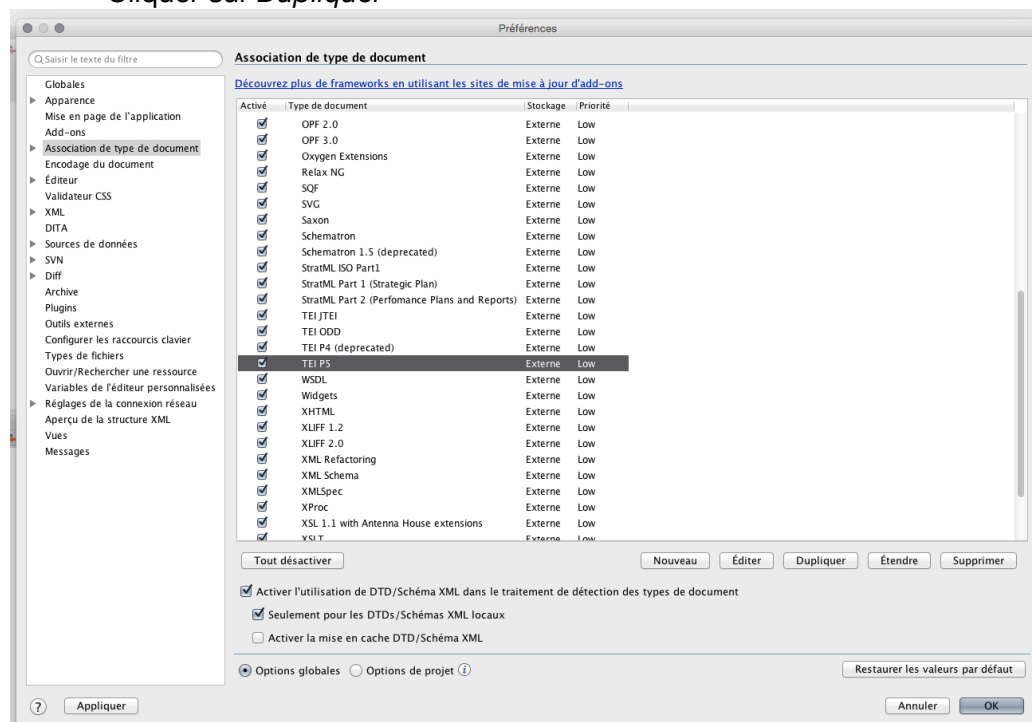 Cliquer sur Dupliquer
Préférences
Saisir le texte du filtre
Globales
Apparence
Mise en page de l'application
Add-ons
Association de type de document
Encodage du document
Éditeur
Validateur CSS
XML
DITA
Sources de données
SVN
Diff
Archive
Plugins
Outils externes
Configurer les raccourcis clavier
Types de fichiers
Ouvrir/Rechercher une ressource
Variables de l'éditeur personnalisées
Réglages de la connexion réseau
Aperçu de la structure XML
Vues
Messages
Association de type de document
Découvrez plus de frameworks en utilisant les sites de mise à jour d'add-ons
Activé Type de document Stockage Priorité
OPF 2.0 Externe Low
OPF 3.0 Externe Low
Oxygen Extensions Externe Low
Relax NG Externe Low
SQF Externe Low
SVG Externe Low
Saxon Externe Low
Schematron Externe Low
Schematron 1.5 (deprecated) Externe Low
StratML ISO Part1 Externe Low
StratML Part 1 (Strategic Plan) Externe Low
StratML Part 2 (Perfomance Plans and Reports) Externe Low
TEI JTEI Externe Low
TEI ODD Externe Low
TEI P4 (deprecated) Externe Low
TEI P5 Externe Low
WSDL Externe Low
Widgets Externe Low
XHTML Externe Low
XLIFF 1.2 Externe Low
XLIFF 2.0 Externe Low
XML Refactoring Externe Low
XML Schema Externe Low
XMLSpec Externe Low
XProc Externe Low
XSL 1.1 with Antenna House extensions Externe Low
XSLT Externe Low
Tout désactiver Nouveau Éditer Dupliquer Étendre Supprimer
Activer l'utilisation de DTD/Schéma XML dans le traitement de détection des types de document
Seulement pour les DTDs/Schémas XML locaux
Activer la mise en cache DTD/Schéma XML
Options globales Options de projet i Restaurer les valeurs par défaut
? Appliquer Annuler OK